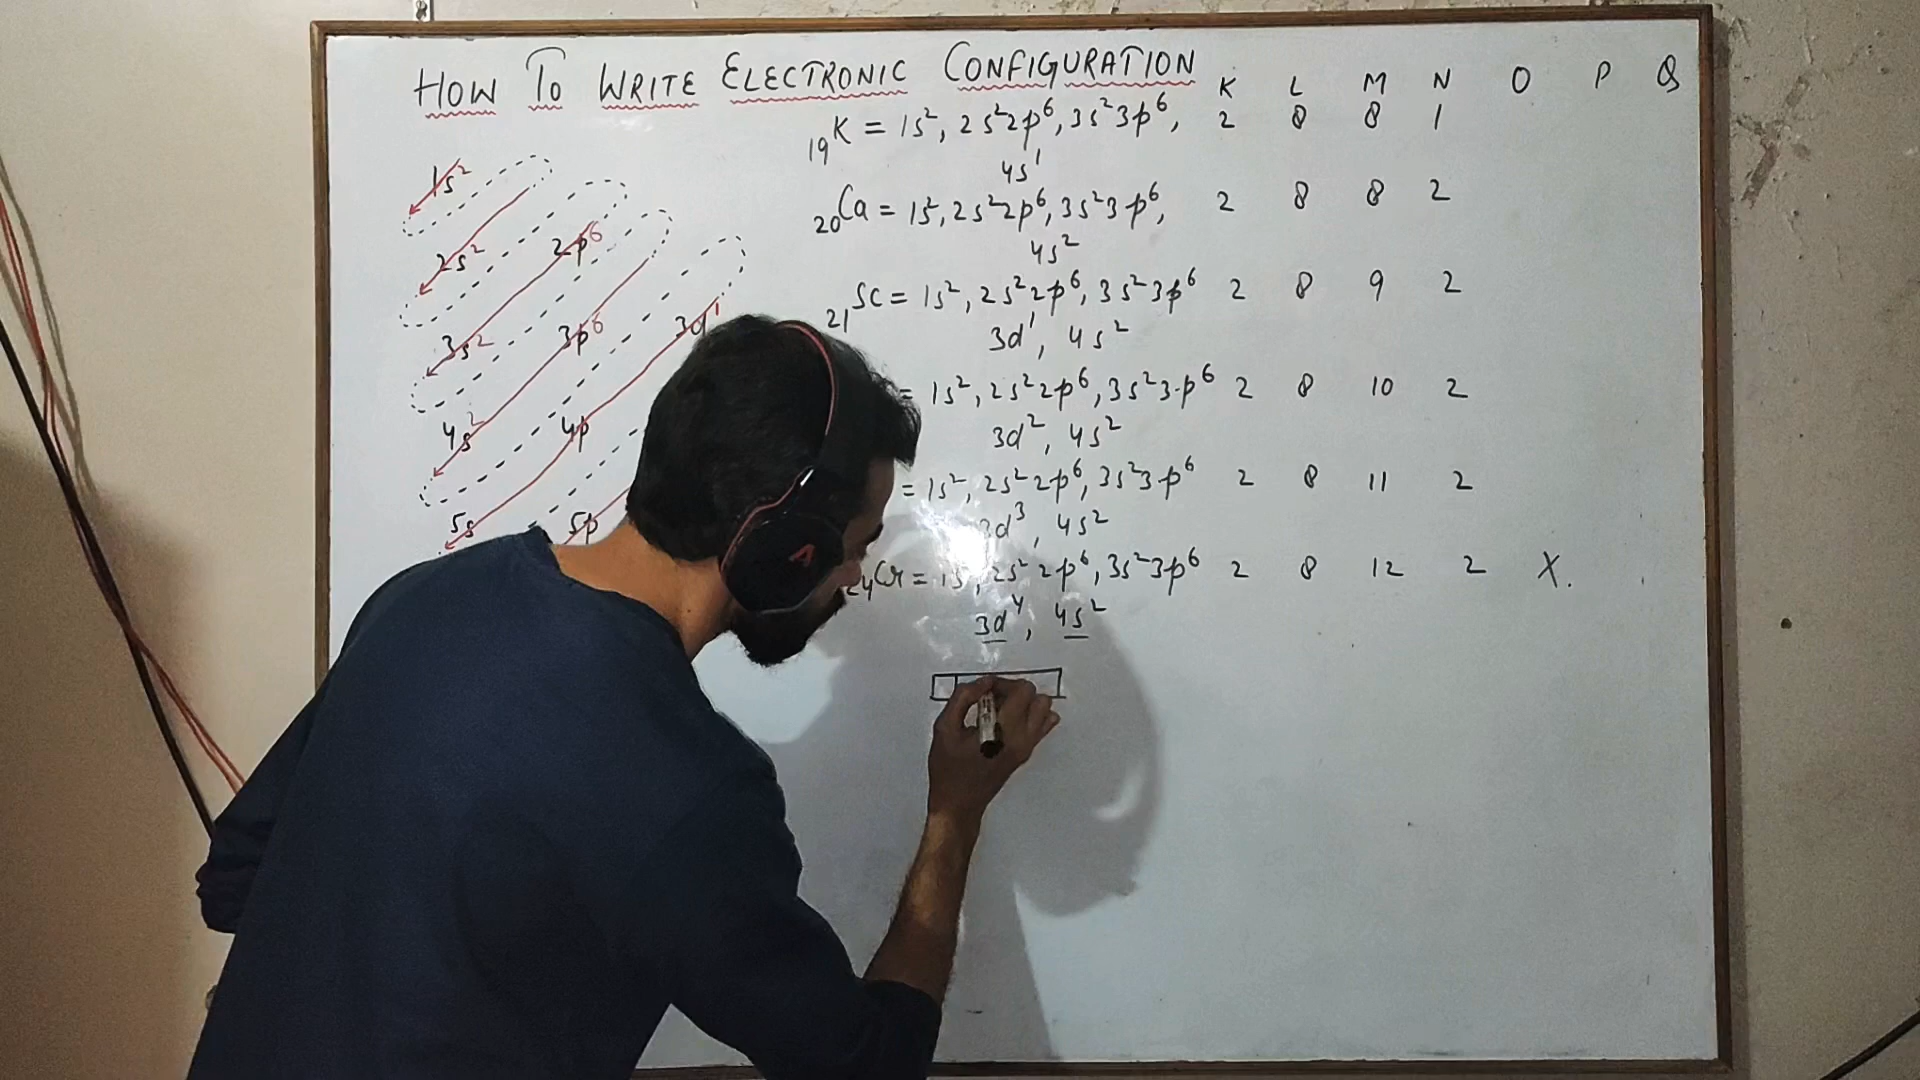 HOW TO WRITE ELECTRONIC CONFIGURATION
K L M N O P Q
₁₉K = 1s², 2s²2p⁶, 3s²3p⁶, 2 8 8 1
4s¹
₂₀Ca = 1s², 2s²2p⁶, 3s²3p⁶, 2 8 8 2
4s²
₂₁Sc = 1s², 2s²2p⁶, 3s²3p⁶ 2 8 9 2
3d¹, 4s²
= 1s², 2s²2p⁶, 3s²3p⁶ 2 8 10 2
3d², 4s²
= 1s², 2s²2p⁶, 3s²3p⁶ 2 8 11 2
3d³, 4s²
₂₄Cr = 1s², 2s²2p⁶, 3s²3p⁶ 2 8 12 2 X.
3d⁴, 4s²
1s²
2s² 2p⁶
3s² 3p⁶ 3d¹
4s² 4p
5s 5p